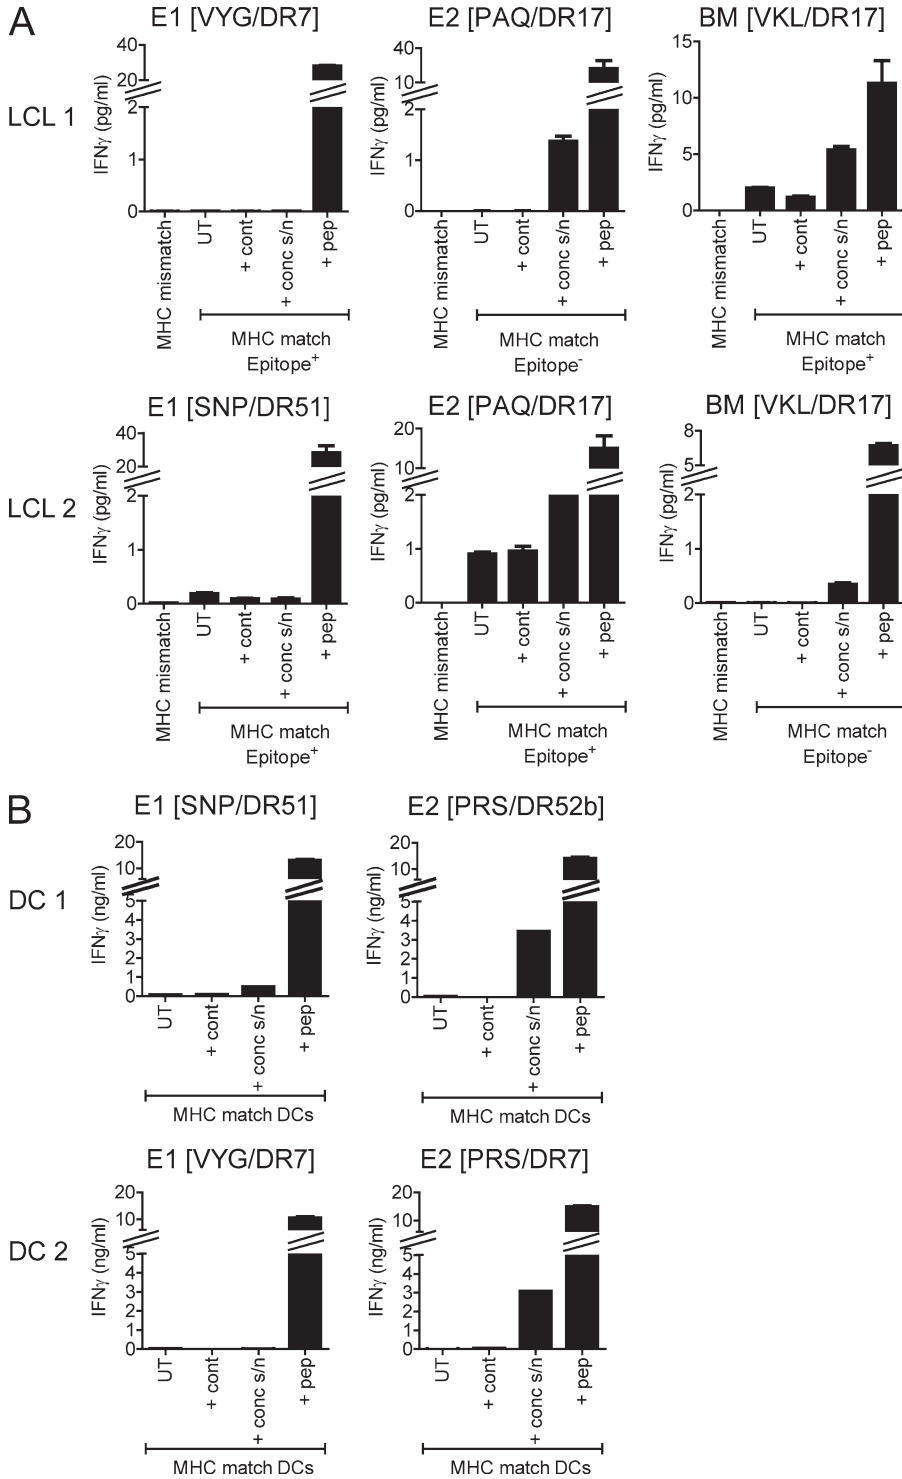 A
E1 [VYG/DR7]
E2 [PAQ/DR17]
BM [VKL/DR17]
LCL 1
IFNγ (pg/ml)
40
20
2
1
0
MHC mismatch
UT
+ cont
+ conc s/n
+ pep
MHC match
Epitope⁺
IFNγ (pg/ml)
40
10
2
1
0
MHC mismatch
UT
+ cont
+ conc s/n
+ pep
MHC match
Epitope⁻
IFNγ (pg/ml)
15
10
5
0
MHC mismatch
UT
+ cont
+ conc s/n
+ pep
MHC match
Epitope⁺
E1 [SNP/DR51]
E2 [PAQ/DR17]
BM [VKL/DR17]
LCL 2
IFNγ (pg/ml)
40
20
2
1
0
MHC mismatch
UT
+ cont
+ conc s/n
+ pep
MHC match
Epitope⁺
IFNγ (pg/ml)
20
10
2
1
0
MHC mismatch
UT
+ cont
+ conc s/n
+ pep
MHC match
Epitope⁺
IFNγ (pg/ml)
8
5
2
1
0
MHC mismatch
UT
+ cont
+ conc s/n
+ pep
MHC match
Epitope⁻
B
E1 [SNP/DR51]
E2 [PRS/DR52b]
DC 1
IFNγ (ng/ml)
20
10
5
4
3
2
1
0
UT
+ cont
+ conc s/n
+ pep
MHC match DCs
IFNγ (ng/ml)
20
10
5
4
3
2
1
0
UT
+ cont
+ conc s/n
+ pep
MHC match DCs
E1 [VYG/DR7]
E2 [PRS/DR7]
DC 2
IFNγ (ng/ml)
20
10
5
4
3
2
1
0
UT
+ cont
+ conc s/n
+ pep
MHC match DCs
IFNγ (ng/ml)
20
10
5
4
3
2
1
0
UT
+ cont
+ conc s/n
+ pep
MHC match DCs